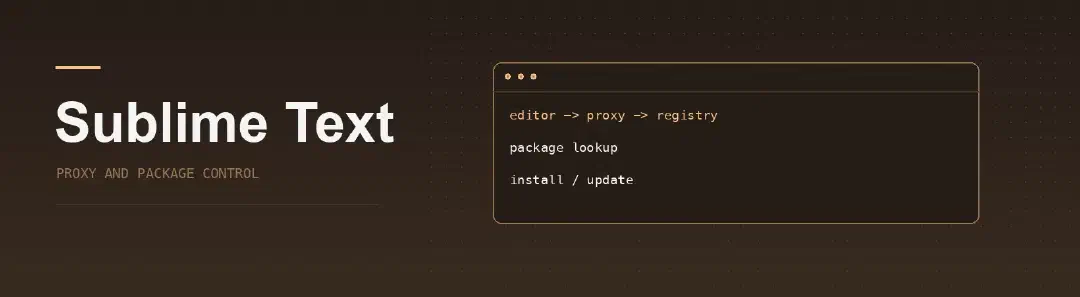 Sublime Text
PROXY AND PACKAGE CONTROL
editor —> proxy —> registry
package lookup
install / update